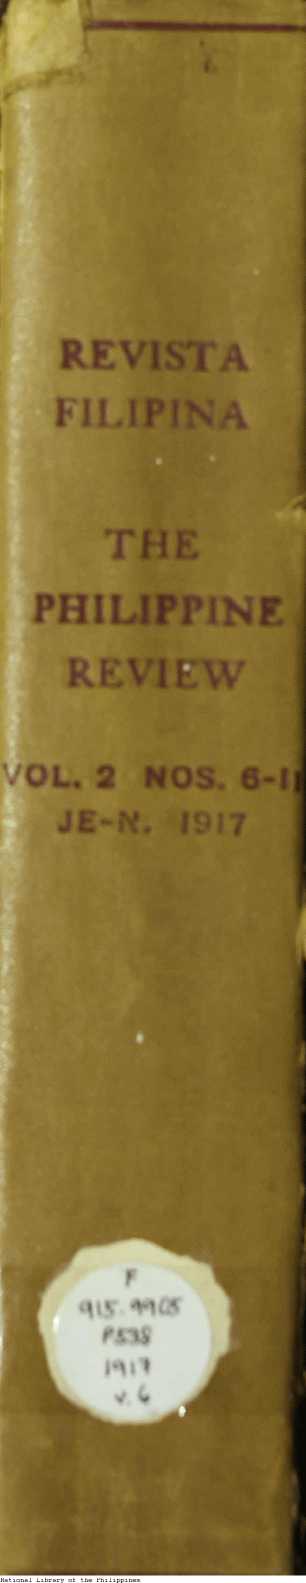 REVISTA
FILIPINA
THE
PHILIPPINE
REVIEW
VOL. 2 NOS. 6-11
JE-N. 1917
F
915.9905
P538
1917
v. 6
National Library of the Philippines